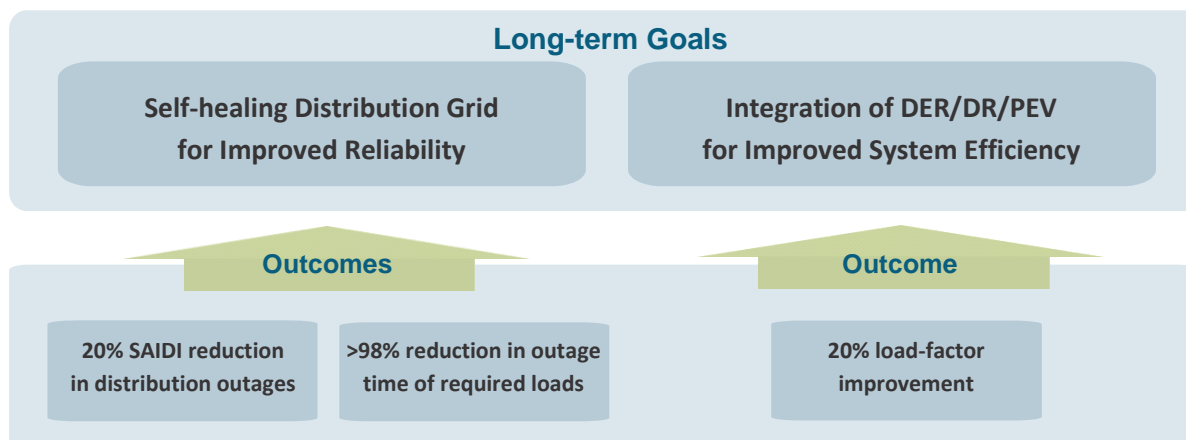 Long-term Goals
Self-healing Distribution Grid
for Improved Reliability
Integration of DER/DR/PEV
for Improved System Efficiency
Outcomes
Outcome
20% SAIDI reduction
in distribution outages
>98% reduction in outage
time of required loads
20% load-factor
improvement